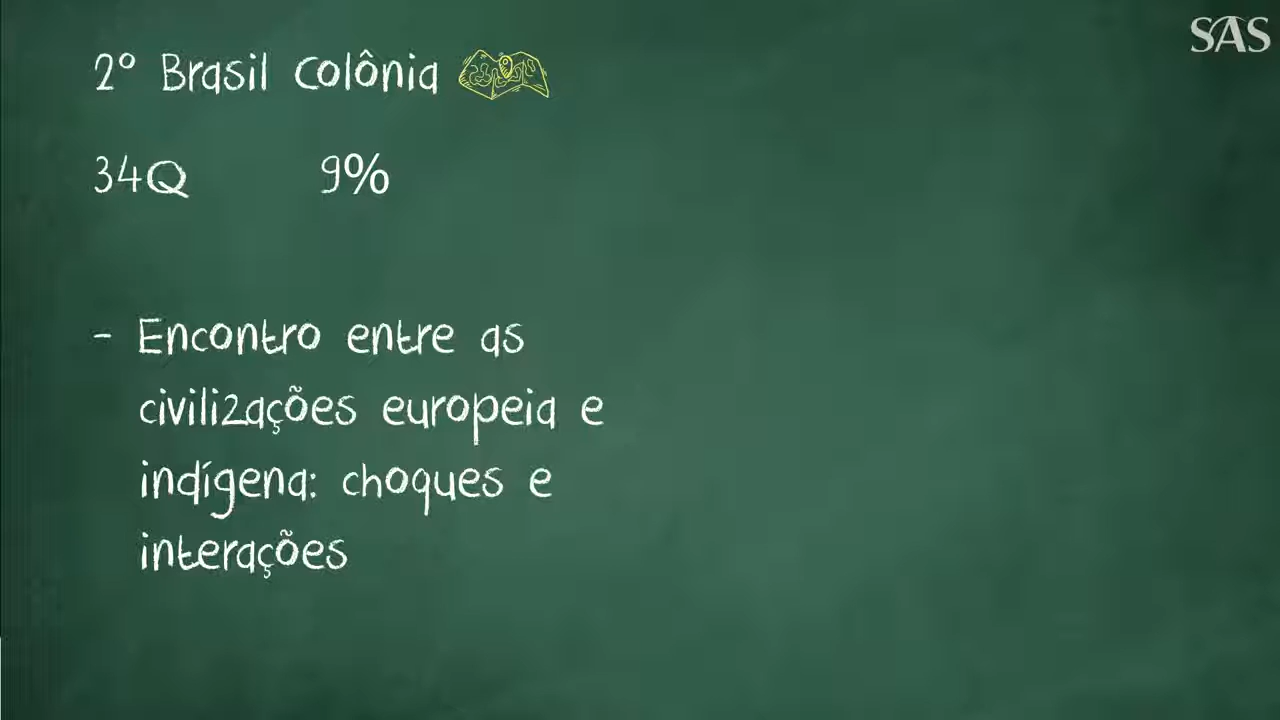 SAS
2º Brasil Colônia
34Q 9%
- Encontro entre as
civilizações europeia e
indígena: choques e
interações